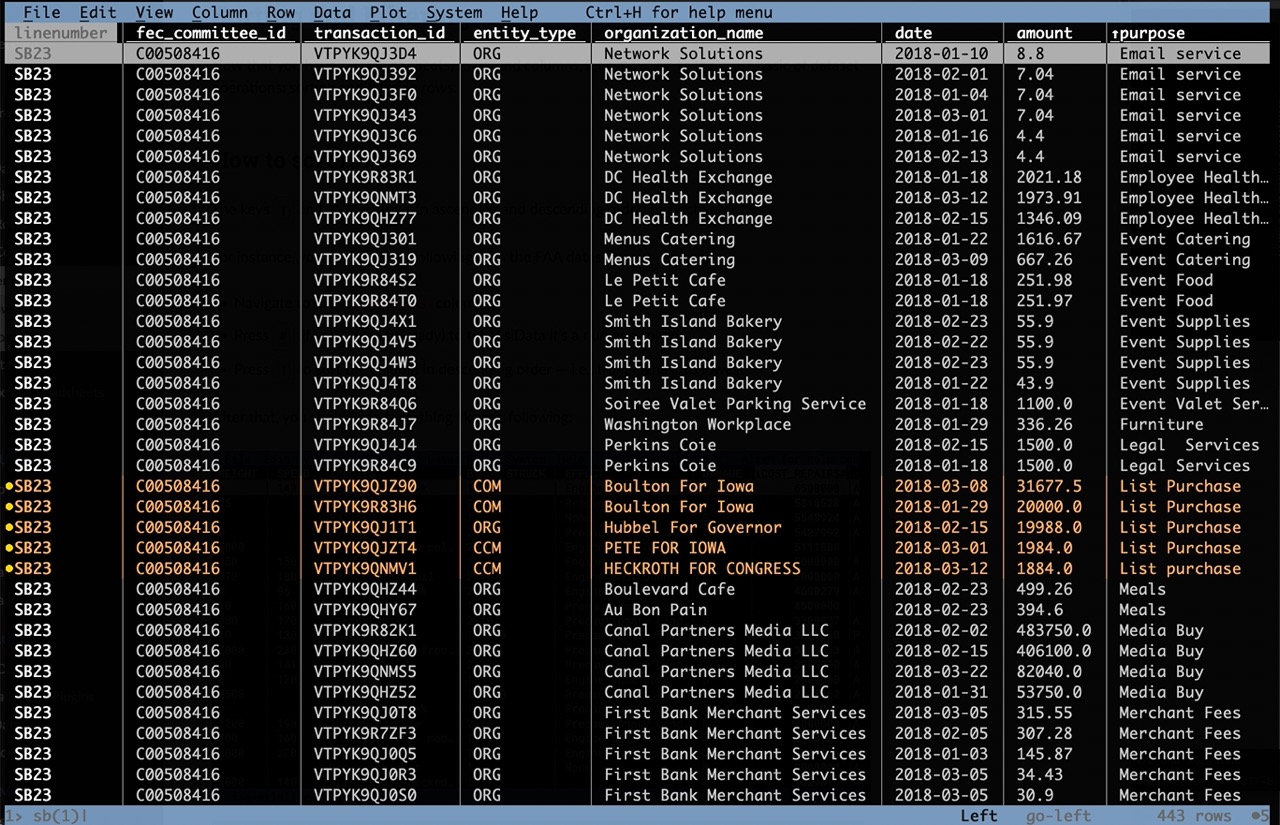 File Edit View Column Row Data Plot System Help Ctrl+H for help menu
linenumber fec_committee_id transaction_id entity_type organization_name date amount ↑purpose
SB23 C00508416 VTPYK9QJ3D4 ORG Network Solutions 2018-01-10 8.8 Email service
SB23 C00508416 VTPYK9QJ392 ORG Network Solutions 2018-02-01 7.04 Email service
SB23 C00508416 VTPYK9QJ3F0 ORG Network Solutions 2018-01-04 7.04 Email service
SB23 C00508416 VTPYK9QJ343 ORG Network Solutions 2018-03-01 7.04 Email service
SB23 C00508416 VTPYK9QJ3C6 ORG Network Solutions 2018-01-16 4.4 Email service
SB23 C00508416 VTPYK9QJ369 ORG Network Solutions 2018-02-13 4.4 Email service
SB23 C00508416 VTPYK9R83R1 ORG DC Health Exchange 2018-01-18 2021.18 Employee Health…
SB23 C00508416 VTPYK9QNMT3 ORG DC Health Exchange 2018-03-12 1973.91 Employee Health…
SB23 C00508416 VTPYK9QHZ77 ORG DC Health Exchange 2018-02-15 1346.09 Employee Health…
SB23 C00508416 VTPYK9QJ301 ORG Menus Catering 2018-01-22 1616.67 Event Catering
SB23 C00508416 VTPYK9QJ319 ORG Menus Catering 2018-03-09 667.26 Event Catering
SB23 C00508416 VTPYK9R84S2 ORG Le Petit Cafe 2018-01-18 251.98 Event Food
SB23 C00508416 VTPYK9R84T0 ORG Le Petit Cafe 2018-01-18 251.97 Event Food
SB23 C00508416 VTPYK9QJ4X1 ORG Smith Island Bakery 2018-02-23 55.9 Event Supplies
SB23 C00508416 VTPYK9QJ4V5 ORG Smith Island Bakery 2018-02-22 55.9 Event Supplies
SB23 C00508416 VTPYK9QJ4W3 ORG Smith Island Bakery 2018-02-23 55.9 Event Supplies
SB23 C00508416 VTPYK9QJ4T8 ORG Smith Island Bakery 2018-01-22 43.9 Event Supplies
SB23 C00508416 VTPYK9R84Q6 ORG Soiree Valet Parking Service 2018-01-18 1100.0 Event Valet Ser…
SB23 C00508416 VTPYK9R84J7 ORG Washington Workplace 2018-01-29 336.26 Furniture
SB23 C00508416 VTPYK9QJ4J4 ORG Perkins Coie 2018-02-15 1500.0 Legal  Services
SB23 C00508416 VTPYK9R84C9 ORG Perkins Coie 2018-01-18 1500.0 Legal Services
●SB23 C00508416 VTPYK9QJZ90 COM Boulton For Iowa 2018-03-08 31677.5 List Purchase
●SB23 C00508416 VTPYK9R83H6 COM Boulton For Iowa 2018-01-29 20000.0 List Purchase
●SB23 C00508416 VTPYK9QJ1T1 ORG Hubbel For Governor 2018-02-15 19988.0 List Purchase
●SB23 C00508416 VTPYK9QJZT4 CCM PETE FOR IOWA 2018-03-01 1984.0 List Purchase
●SB23 C00508416 VTPYK9QNMV1 CCM HECKROTH FOR CONGRESS 2018-03-12 1884.0 List purchase
SB23 C00508416 VTPYK9QHZ44 ORG Boulevard Cafe 2018-02-23 499.26 Meals
SB23 C00508416 VTPYK9QHY67 ORG Au Bon Pain 2018-02-23 394.6 Meals
SB23 C00508416 VTPYK9R82K1 ORG Canal Partners Media LLC 2018-02-02 483750.0 Media Buy
SB23 C00508416 VTPYK9QHZ60 ORG Canal Partners Media LLC 2018-02-15 406100.0 Media Buy
SB23 C00508416 VTPYK9QNMS5 ORG Canal Partners Media LLC 2018-03-22 82040.0 Media Buy
SB23 C00508416 VTPYK9QHZ52 ORG Canal Partners Media LLC 2018-01-31 53750.0 Media Buy
SB23 C00508416 VTPYK9QJ0T8 ORG First Bank Merchant Services 2018-03-05 315.55 Merchant Fees
SB23 C00508416 VTPYK9R7ZF3 ORG First Bank Merchant Services 2018-02-05 307.28 Merchant Fees
SB23 C00508416 VTPYK9QJ0Q5 ORG First Bank Merchant Services 2018-01-03 145.87 Merchant Fees
SB23 C00508416 VTPYK9QJ0R3 ORG First Bank Merchant Services 2018-03-05 34.43 Merchant Fees
SB23 C00508416 VTPYK9QJ0S0 ORG First Bank Merchant Services 2018-03-05 30.9 Merchant Fees
1> sb(1)| Left go-left 443 rows ●5